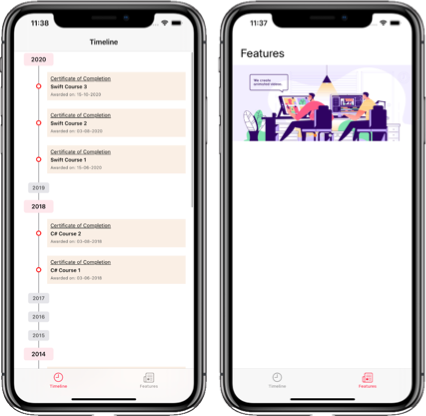 11:38
Timeline
2020
Certificate of Completion
Swift Course 3
Awarded on: 15-10-2020
Certificate of Completion
Swift Course 2
Awarded on: 03-08-2020
Certificate of Completion
Swift Course 1
Awarded on: 15-06-2020
2019
2018
Certificate of Completion
C# Course 2
Awarded on: 03-06-2018
Certificate of Completion
C# Course 1
Awarded on: 03-06-2018
2017
2016
2015
2014
Timeline
Features
11:37
Features
We create
animated videos.
Timeline
Features